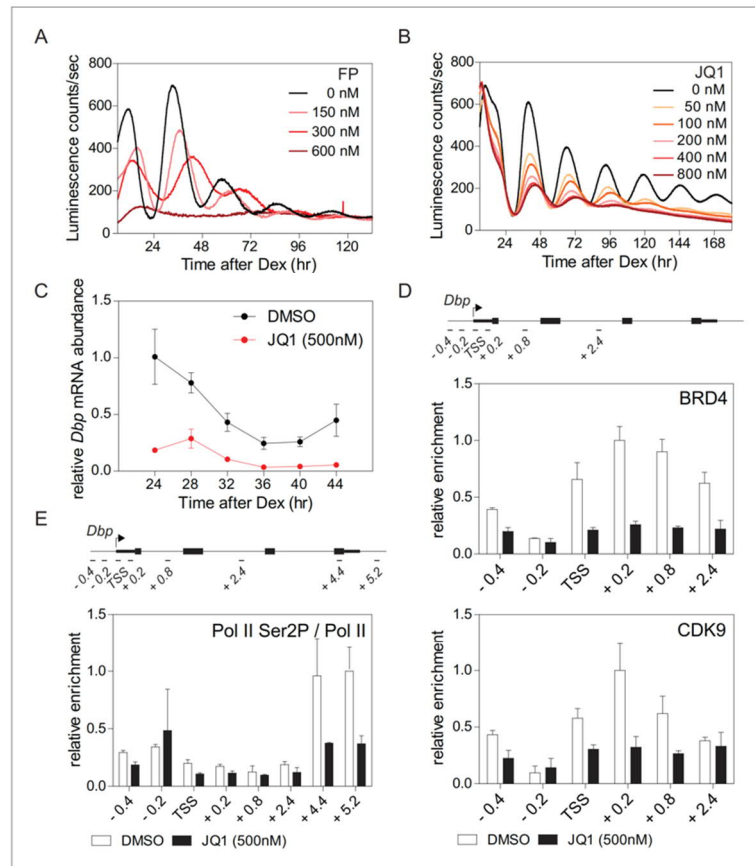 A
Luminescence counts/sec
800
600
400
200
0
24 48 72 96 120
Time after Dex (hr)
FP
0 nM
150 nM
300 nM
600 nM
B
Luminescence counts/sec
800
600
400
200
0
24 48 72 96 120 144 168
Time after Dex (hr)
JQ1
0 nM
50 nM
100 nM
200 nM
400 nM
800 nM
C
relative Dbp mRNA abundance
1.5
1.0
0.5
0.0
24 28 32 36 40 44
Time after Dex (hr)
DMSO
JQ1 (500nM)
D
Dbp
- 0.4 - 0.2 TSS + 0.2 + 0.8 + 2.4
BRD4
relative enrichment
1.5
1.0
0.5
0.0
- 0.4 - 0.2 TSS + 0.2 + 0.8 + 2.4
E
Dbp
- 0.4 - 0.2 TSS + 0.2 + 0.8 + 2.4 + 4.4 + 5.2
Pol II Ser2P / Pol II
relative enrichment
1.5
1.0
0.5
0.0
- 0.4 - 0.2 TSS + 0.2 + 0.8 + 2.4 + 4.4 + 5.2
DMSO JQ1 (500nM)
CDK9
relative enrichment
1.5
1.0
0.5
0.0
- 0.4 - 0.2 TSS + 0.2 + 0.8 + 2.4
DMSO JQ1 (500nM)